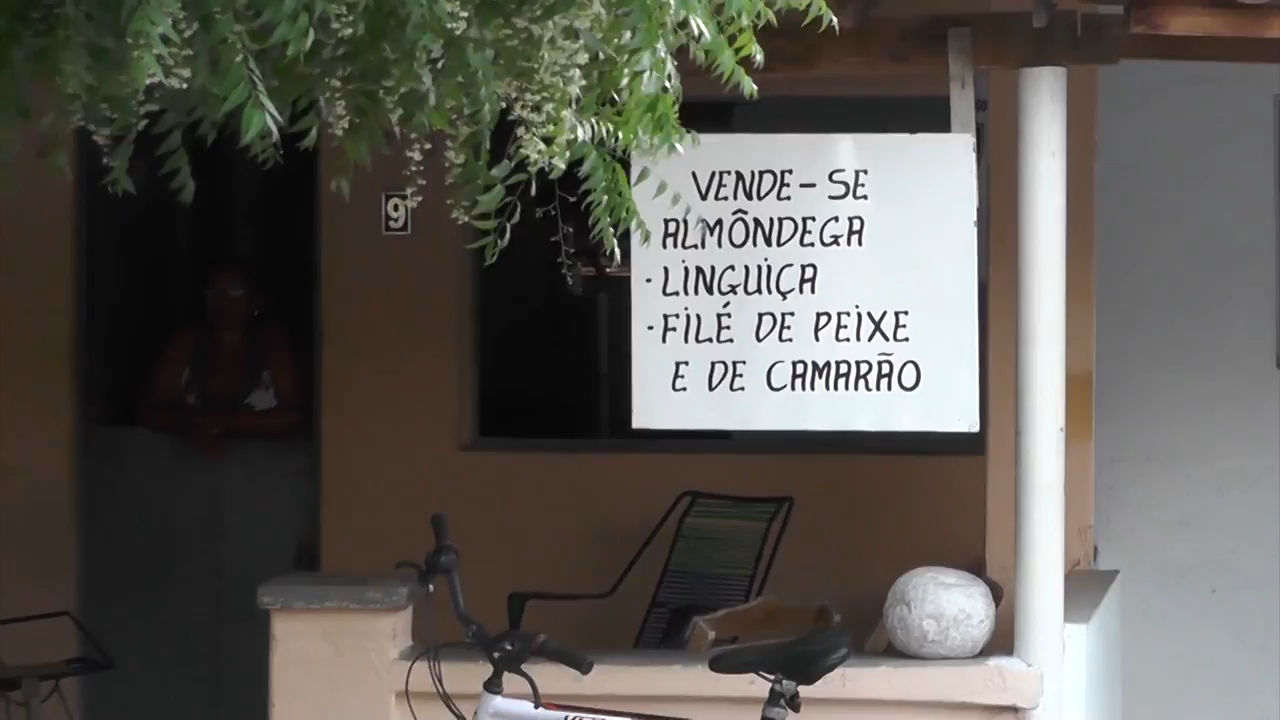 9
VENDE-SE
ALMÔNDEGA
·LINGUIÇA
·FILÉ DE PEIXE
E DE CAMARÃO